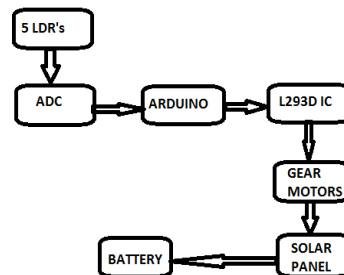 5 LDR's
ADC
ARDUINO
L293D IC
GEAR
MOTORS
SOLAR
PANEL
BATTERY